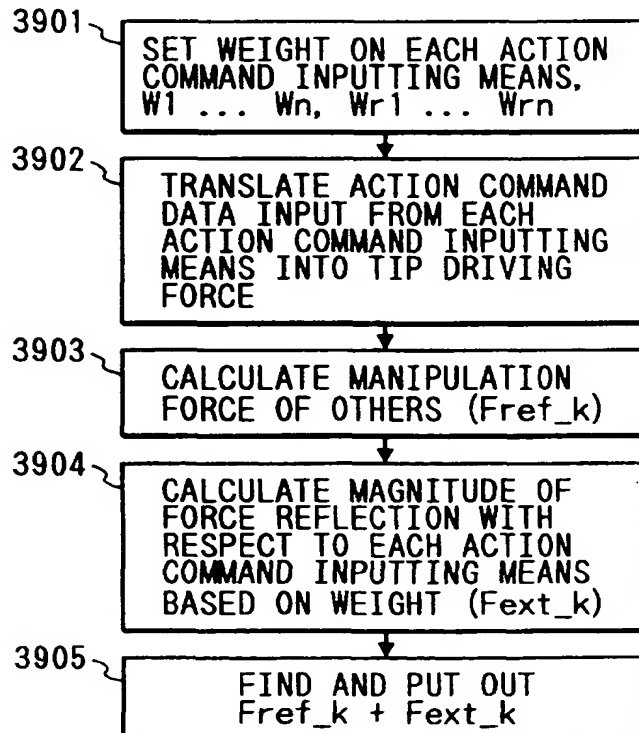 3901
SET WEIGHT ON EACH ACTION
COMMAND INPUTTING MEANS,
W1 ... Wn, Wr1 ... Wrn
3902
TRANSLATE ACTION COMMAND
DATA INPUT FROM EACH
ACTION COMMAND INPUTTING
MEANS INTO TIP DRIVING
FORCE
3903
CALCULATE MANIPULATION
FORCE OF OTHERS (Fref_k)
3904
CALCULATE MAGNITUDE OF
FORCE REFLECTION WITH
RESPECT TO EACH ACTION
COMMAND INPUTTING MEANS
BASED ON WEIGHT (Fext_k)
3905
FIND AND PUT OUT
Fref_k + Fext_k